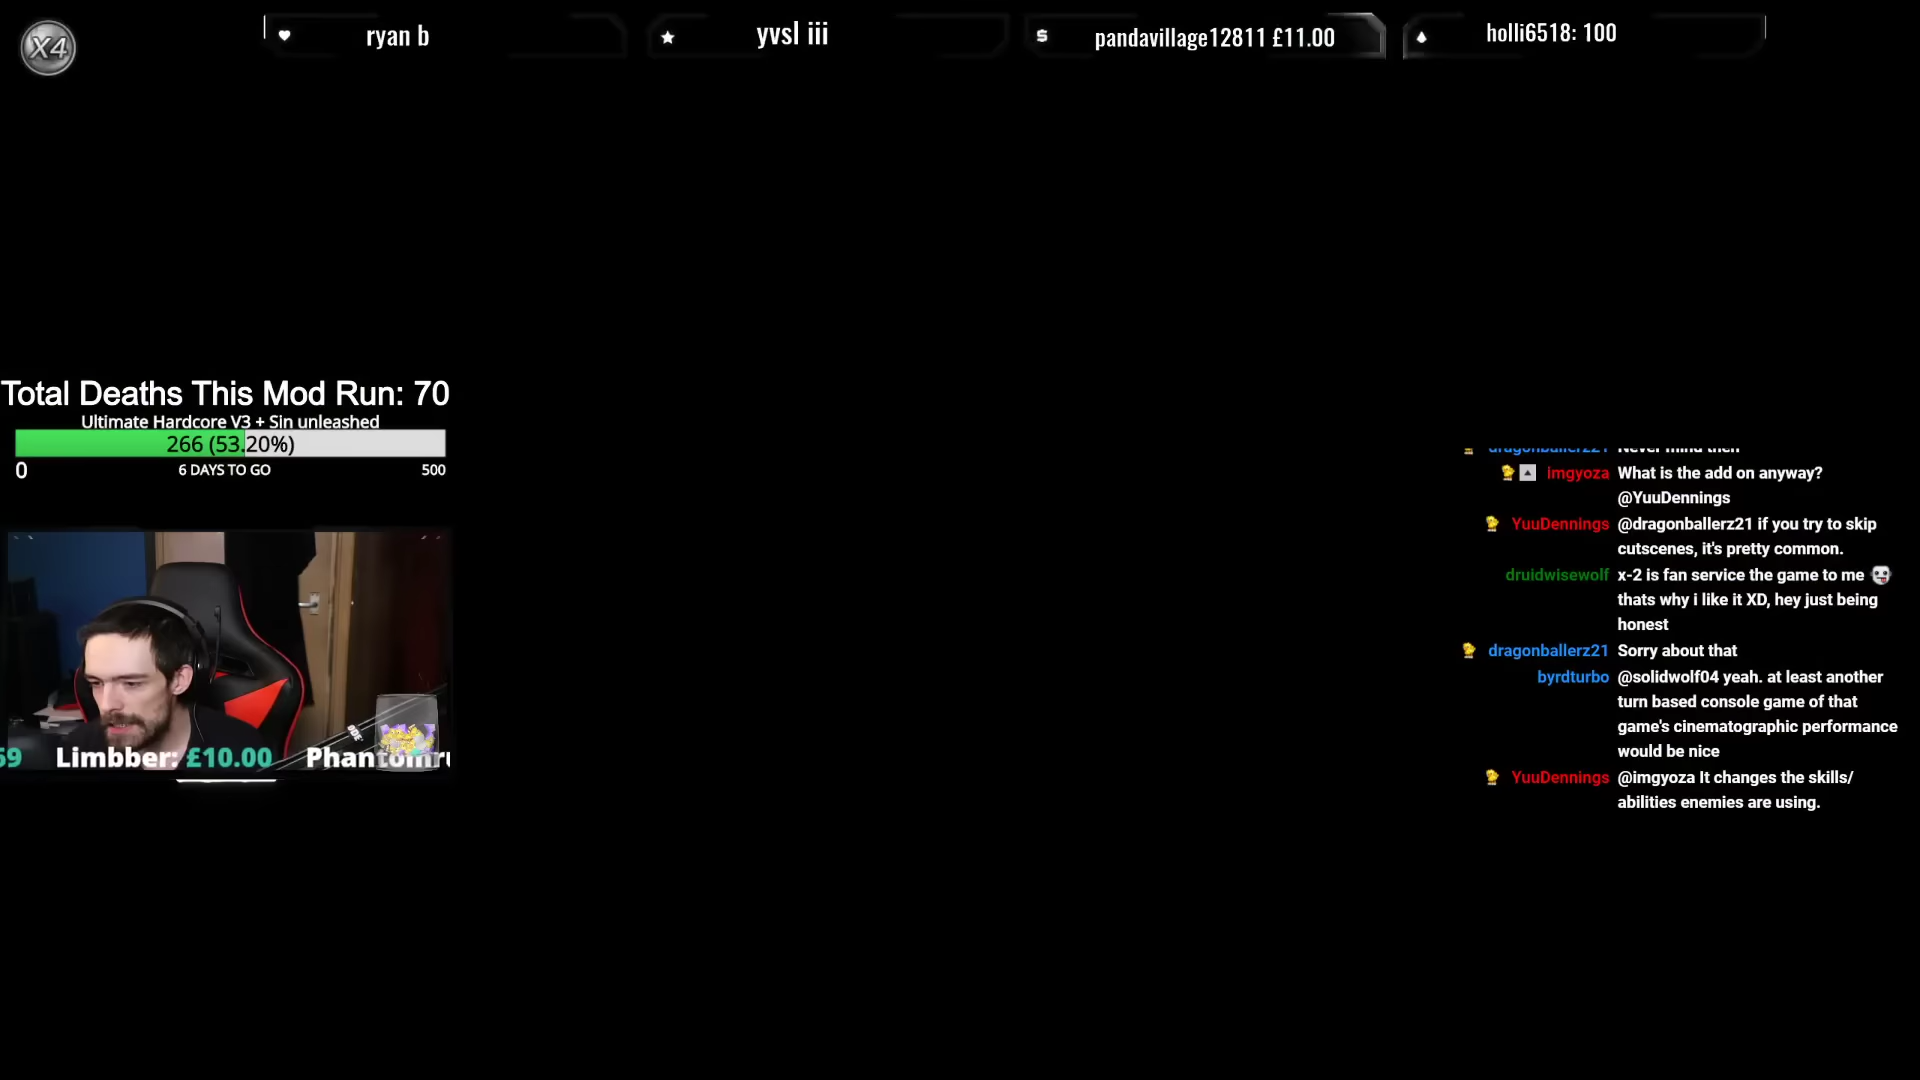 X4
ryan b
yvsl iii
pandavillage12811 £11.00
holli6518: 100
Total Deaths This Mod Run: 70
Ultimate Hardcore V3 + Sin unleashed
266 (53.20%)
0
6 DAYS TO GO
500
Limbber: £10.00
dragonballerz21 Never mind then
imgyoza What is the add on anyway?
@YuuDennings
YuuDennings @dragonballerz21 if you try to skip
cutscenes, it's pretty common.
druidwisewolf x-2 is fan service the game to me
thats why i like it XD, hey just being
honest
dragonballerz21 Sorry about that
byrdturbo @solidwolf04 yeah. at least another
turn based console game of that
game's cinematographic performance
would be nice
YuuDennings @imgyoza It changes the skills/
abilities enemies are using.